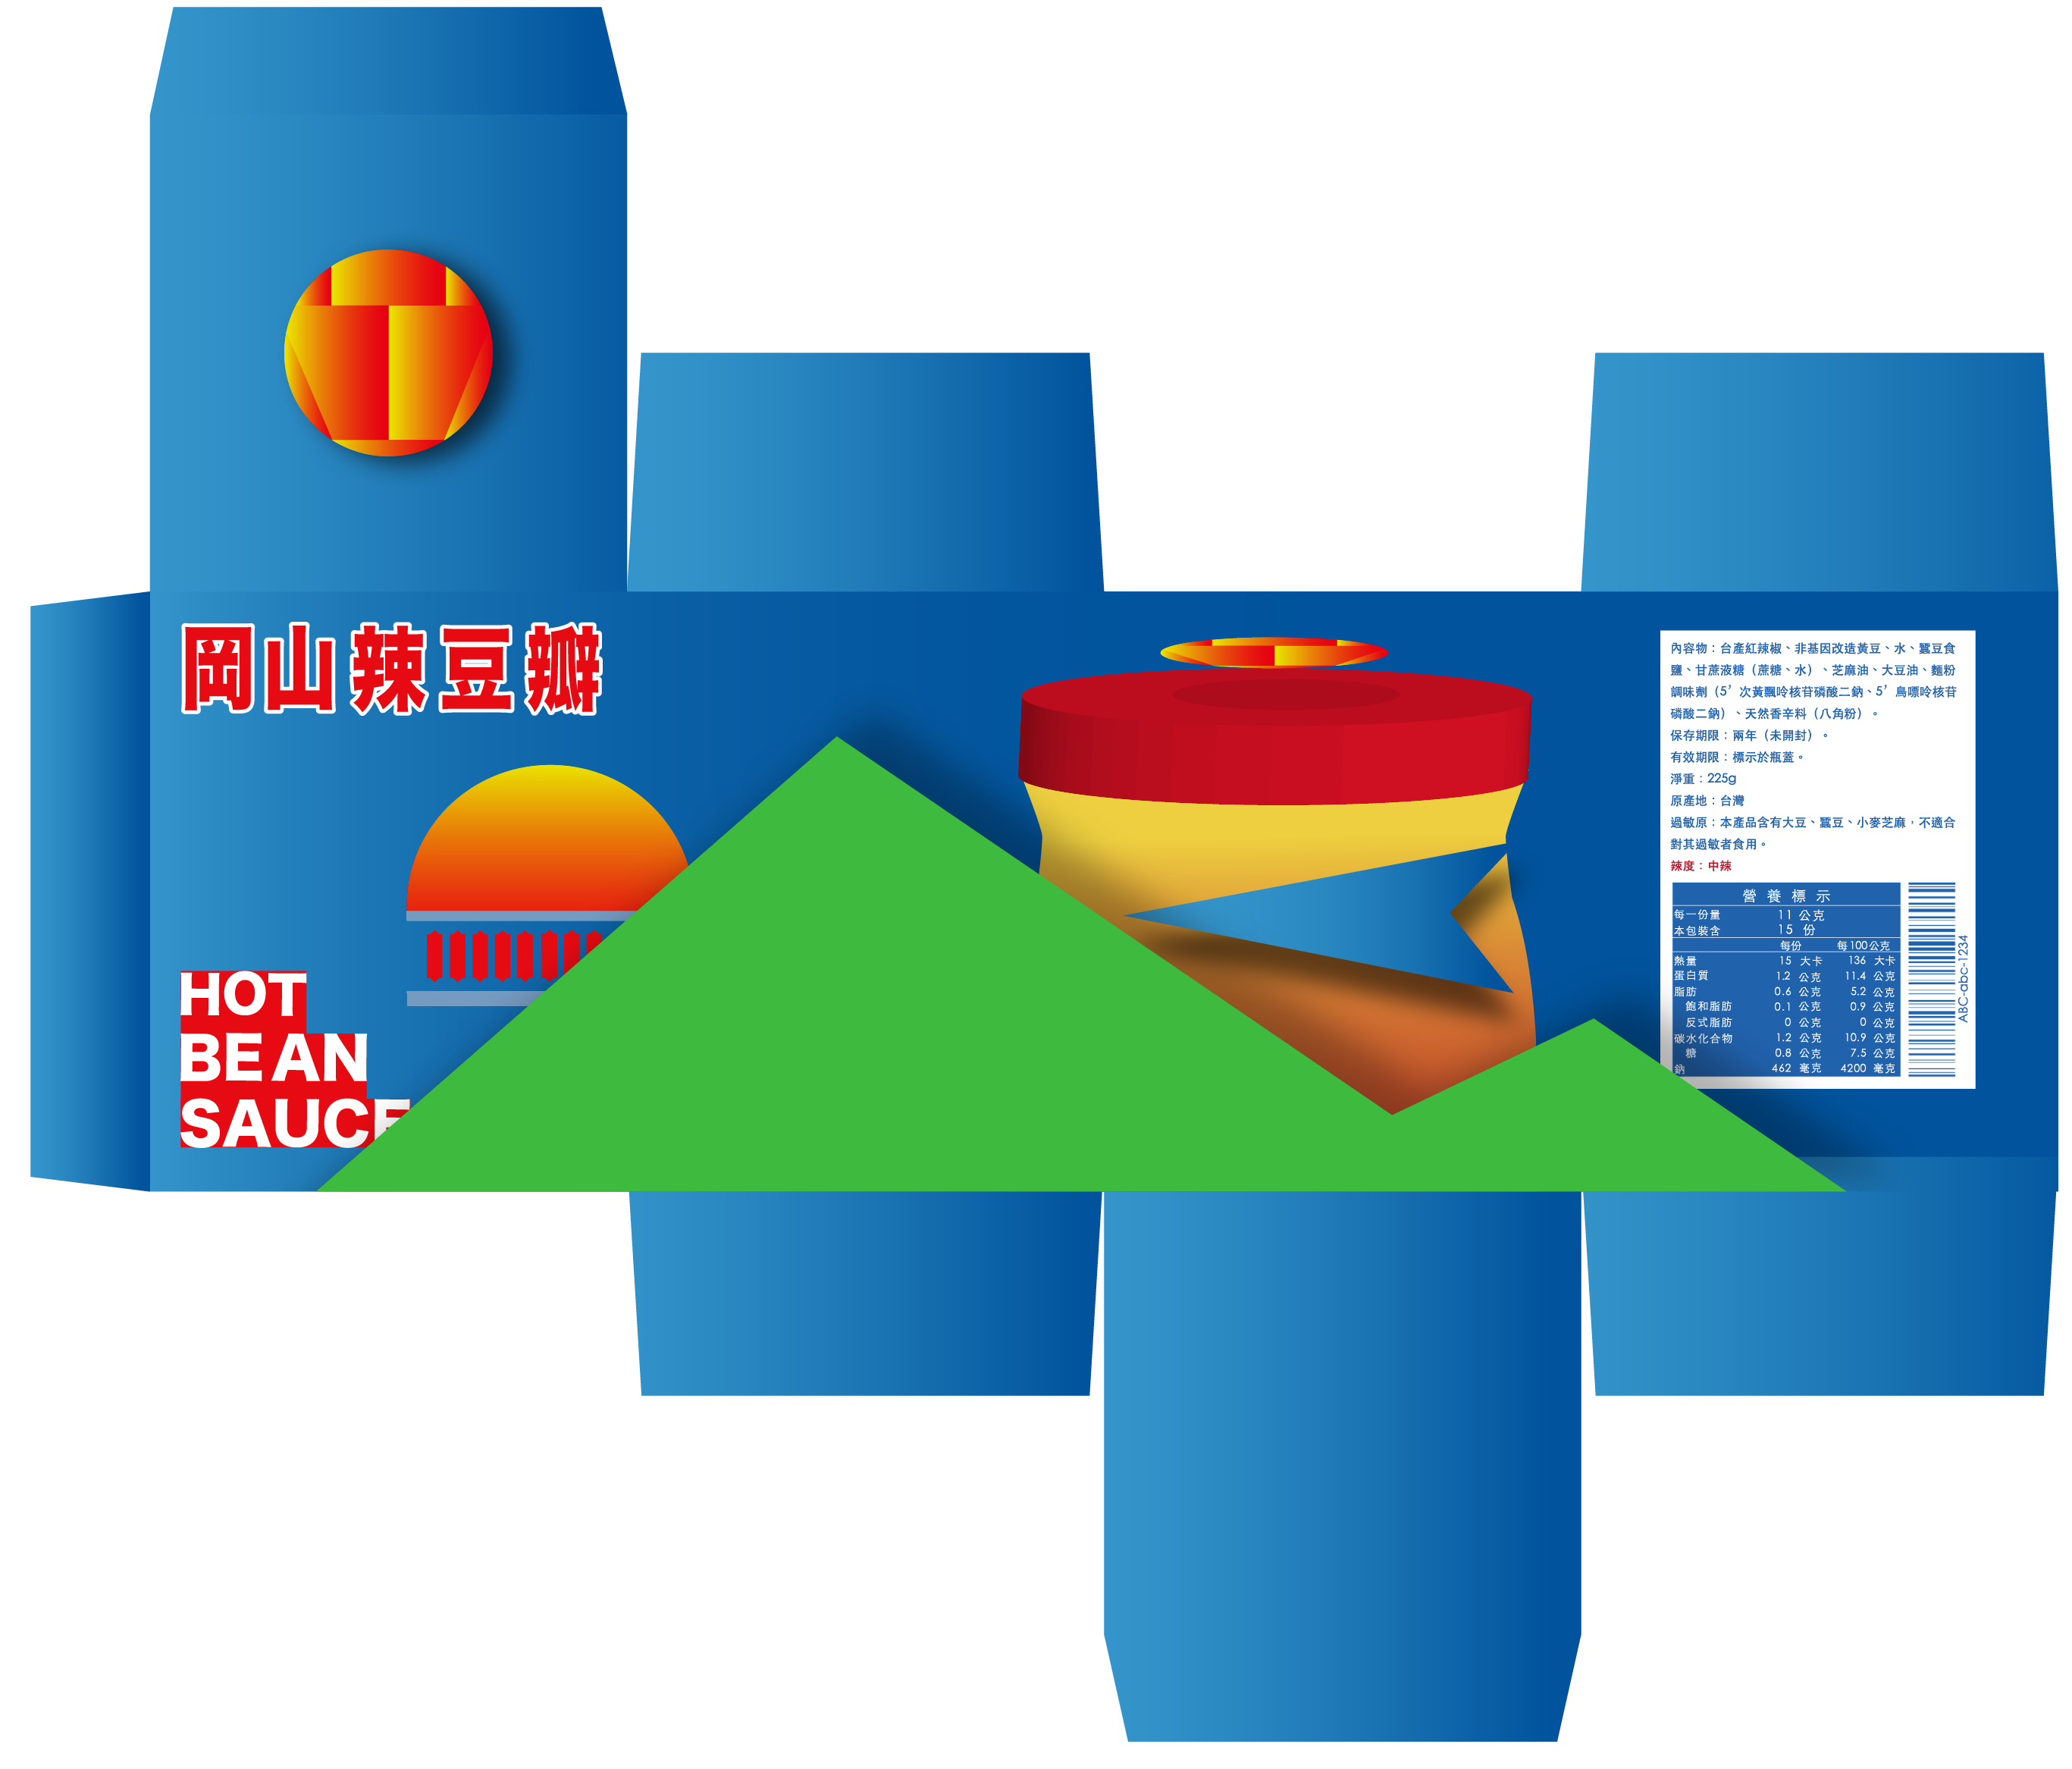 岡山辣豆瓣
HOT
BEAN
SAUCE
內容物：台產紅辣椒、非基因改造黃豆、水、蠶豆食
鹽、甘蔗液糖（蔗糖、水）、芝麻油、大豆油、麵粉
調味劑（5’次黃飄呤核苷磷酸二鈉、5’鳥嘌呤核苷
磷酸二鈉）、天然香辛料（八角粉）。
保存期限：兩年（未開封）。
有效期限：標示於瓶蓋。
淨重：225g
原產地：台灣
過敏原：本產品含有大豆、蠶豆、小麥芝麻，不適合
對其過敏者食用。
辣度：中辣
營養標示
每一份量 11 公克
本包裝含 15 份
每份 每100公克
熱量 15 大卡 136 大卡
蛋白質 1.2 公克 11.4 公克
脂肪 0.6 公克 5.2 公克
飽和脂肪 0.1 公克 0.9 公克
反式脂肪 0 公克 0 公克
碳水化合物 1.2 公克 10.9 公克
糖 0.8 公克 7.5 公克
鈉 462 毫克 4200 毫克
ABC-abc-1234